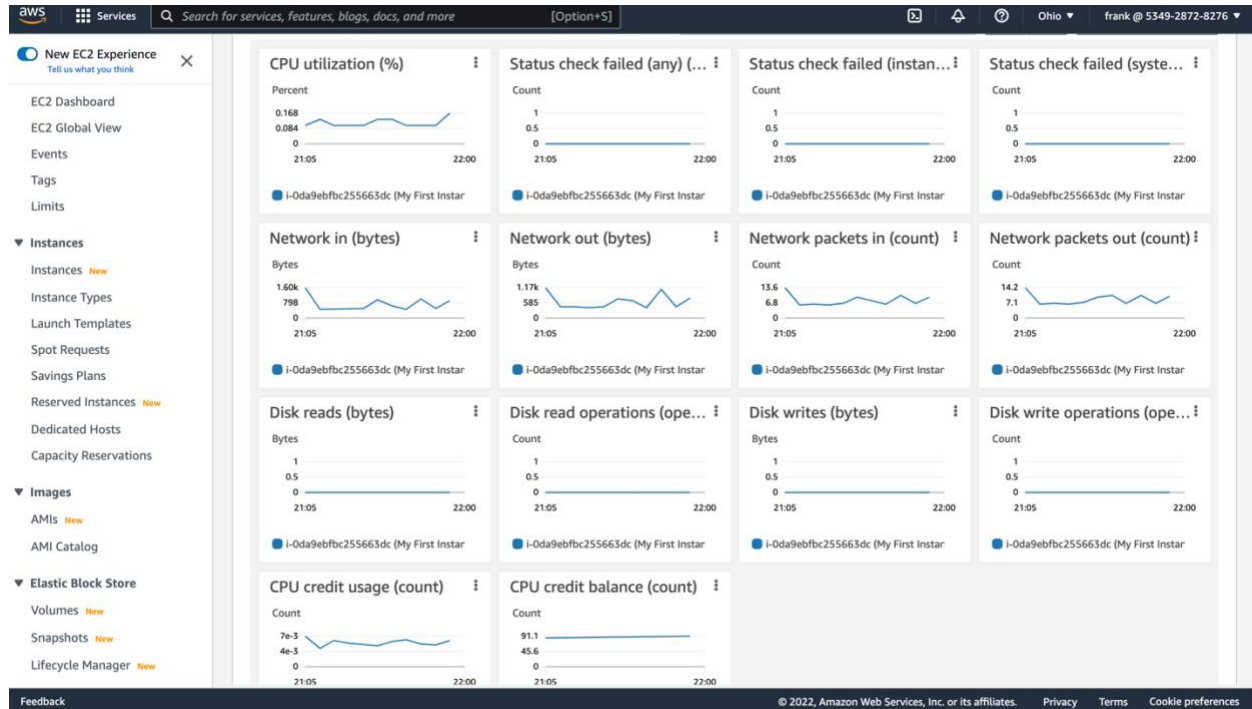 aws
Services
Search for services, features, blogs, docs, and more
[Option+S]
Ohio ▼
frank @ 5349-2872-8276 ▼
New EC2 Experience
Tell us what you think
EC2 Dashboard
EC2 Global View
Events
Tags
Limits
▼ Instances
Instances New
Instance Types
Launch Templates
Spot Requests
Savings Plans
Reserved Instances New
Dedicated Hosts
Capacity Reservations
▼ Images
AMIs New
AMI Catalog
▼ Elastic Block Store
Volumes New
Snapshots New
Lifecycle Manager New
CPU utilization (%)
Percent
0.168
0.084
0
21:05
22:00
i-0da9ebfbc255663dc (My First Instar
Status check failed (any) (...
Count
1
0.5
0
21:05
22:00
i-0da9ebfbc255663dc (My First Instar
Status check failed (instan...
Count
1
0.5
0
21:05
22:00
i-0da9ebfbc255663dc (My First Instar
Status check failed (syste...
Count
1
0.5
0
21:05
22:00
i-0da9ebfbc255663dc (My First Instar
Network in (bytes)
Bytes
1.60k
798
0
21:05
22:00
i-0da9ebfbc255663dc (My First Instar
Network out (bytes)
Bytes
1.17k
585
0
21:05
22:00
i-0da9ebfbc255663dc (My First Instar
Network packets in (count)
Count
13.6
6.8
0
21:05
22:00
i-0da9ebfbc255663dc (My First Instar
Network packets out (count)
Count
14.2
7.1
0
21:05
22:00
i-0da9ebfbc255663dc (My First Instar
Disk reads (bytes)
Bytes
1
0.5
0
21:05
22:00
i-0da9ebfbc255663dc (My First Instar
Disk read operations (ope...
Count
1
0.5
0
21:05
22:00
i-0da9ebfbc255663dc (My First Instar
Disk writes (bytes)
Bytes
1
0.5
0
21:05
22:00
i-0da9ebfbc255663dc (My First Instar
Disk write operations (ope...
Count
1
0.5
0
21:05
22:00
i-0da9ebfbc255663dc (My First Instar
CPU credit usage (count)
Count
7e-3
4e-3
0
21:05
22:00
CPU credit balance (count)
Count
91.1
45.6
0
21:05
22:00
Feedback
© 2022, Amazon Web Services, Inc. or its affiliates.
Privacy
Terms
Cookie preferences